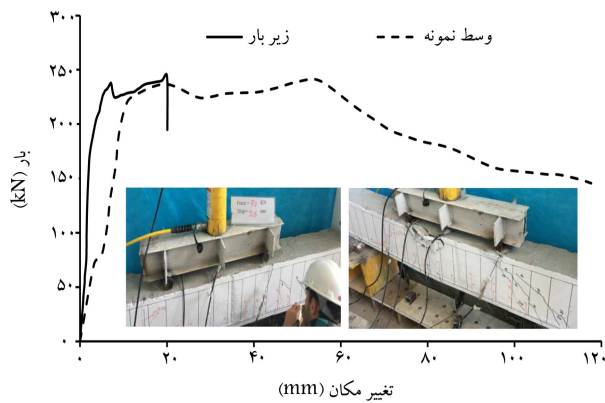 زیر بار
وسط نمونه
۳۰۰
۲۵۰
۲۰۰
۱۵۰
۱۰۰
۵۰
۰
بار (kN)
۰ ۲۰ ۴۰ ۶۰ ۸۰ ۱۰۰ ۱۲۰
تغییر مکان (mm)